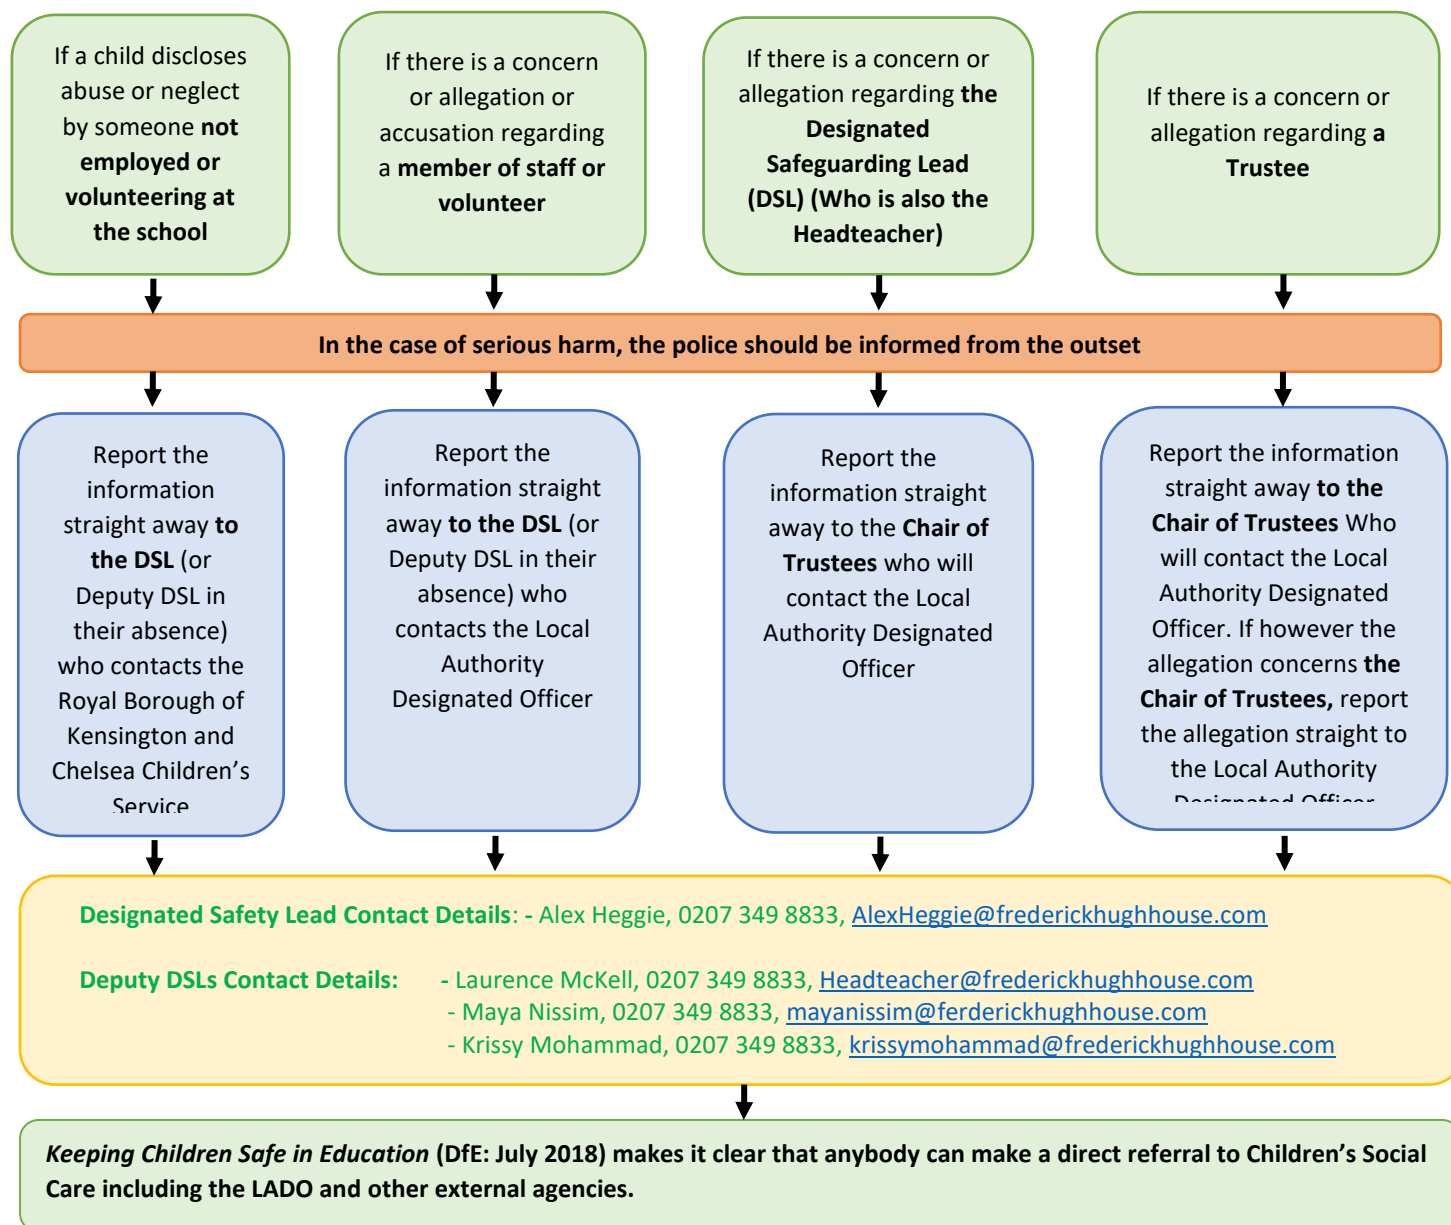 If a child discloses
abuse or neglect
by someone not
employed or
volunteering at
the school
If there is a concern
or allegation or
accusation regarding
a member of staff or
volunteer
If there is a concern or
allegation regarding the
Designated
Safeguarding Lead
(DSL) (Who is also the
Headteacher)
If there is a concern or
allegation regarding a
Trustee
In the case of serious harm, the police should be informed from the outset
Report the
information
straight away to
the DSL (or
Deputy DSL in
their absence)
who contacts the
Royal Borough of
Kensington and
Chelsea Children’s
Service
Report the
information straight
away to the DSL (or
Deputy DSL in their
absence) who
contacts the Local
Authority
Designated Officer
Report the
information straight
away to the Chair of
Trustees who will
contact the Local
Authority Designated
Officer
Report the information
straight away to the
Chair of Trustees Who
will contact the Local
Authority Designated
Officer. If however the
allegation concerns the
Chair of Trustees, report
the allegation straight to
the Local Authority
Designated Officer
Designated Safety Lead Contact Details: - Alex Heggie, 0207 349 8833, AlexHeggie@frederickhughhouse.com
Deputy DSLs Contact Details: - Laurence McKell, 0207 349 8833, Headteacher@frederickhughhouse.com
- Maya Nissim, 0207 349 8833, mayanissim@ferderickhughhouse.com
- Krissy Mohammad, 0207 349 8833, krissymohammad@frederickhughhouse.com
Keeping Children Safe in Education (DfE: July 2018) makes it clear that anybody can make a direct referral to Children’s Social
Care including the LADO and other external agencies.